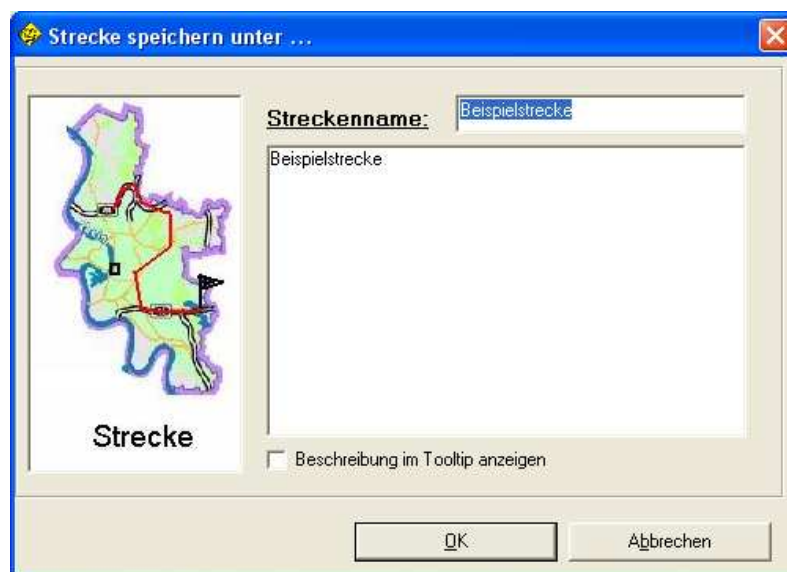 Strecke speichern unter ...
Streckenname:
Beispielstrecke
Beispielstrecke
Strecke
Beschreibung im Tooltip anzeigen
OK
Abbrechen